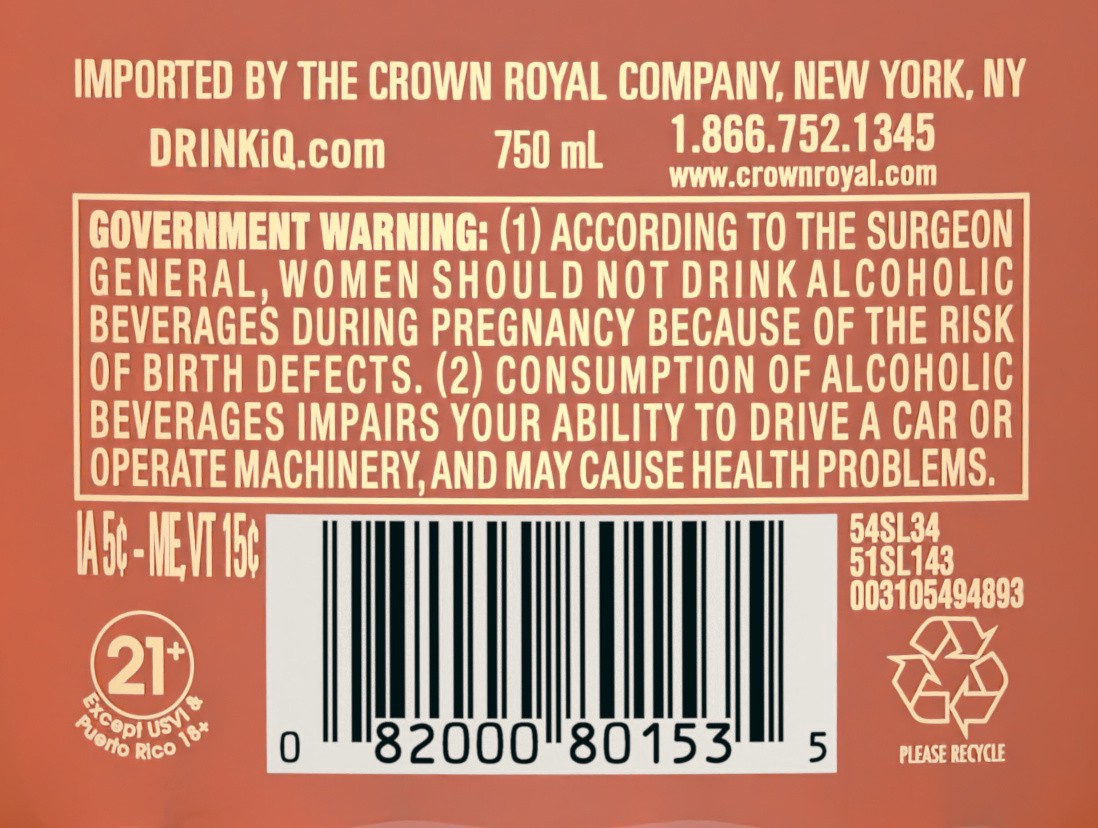 IMPORTED BY THE CROWN ROYAL COMPANY, NEW YORK, NY
DRINKiQ.com 750 mL 1.866.752.1345
www.crownroyal.com
GOVERNMENT WARNING: (1) ACCORDING TO THE SURGEON
GENERAL, WOMEN SHOULD NOT DRINK ALCOHOLIC
BEVERAGES DURING PREGNANCY BECAUSE OF THE RISK
OF BIRTH DEFECTS. (2) CONSUMPTION OF ALCOHOLIC
BEVERAGES IMPAIRS YOUR ABILITY TO DRIVE A CAR OR
OPERATE MACHINERY, AND MAY CAUSE HEALTH PROBLEMS.
IA 5¢ - ME, VT 15¢
54SL34
51SL143
003105494893
21+
Except USVI &
Puerto Rico 18+
0 82000 80153 5
PLEASE RECYCLE